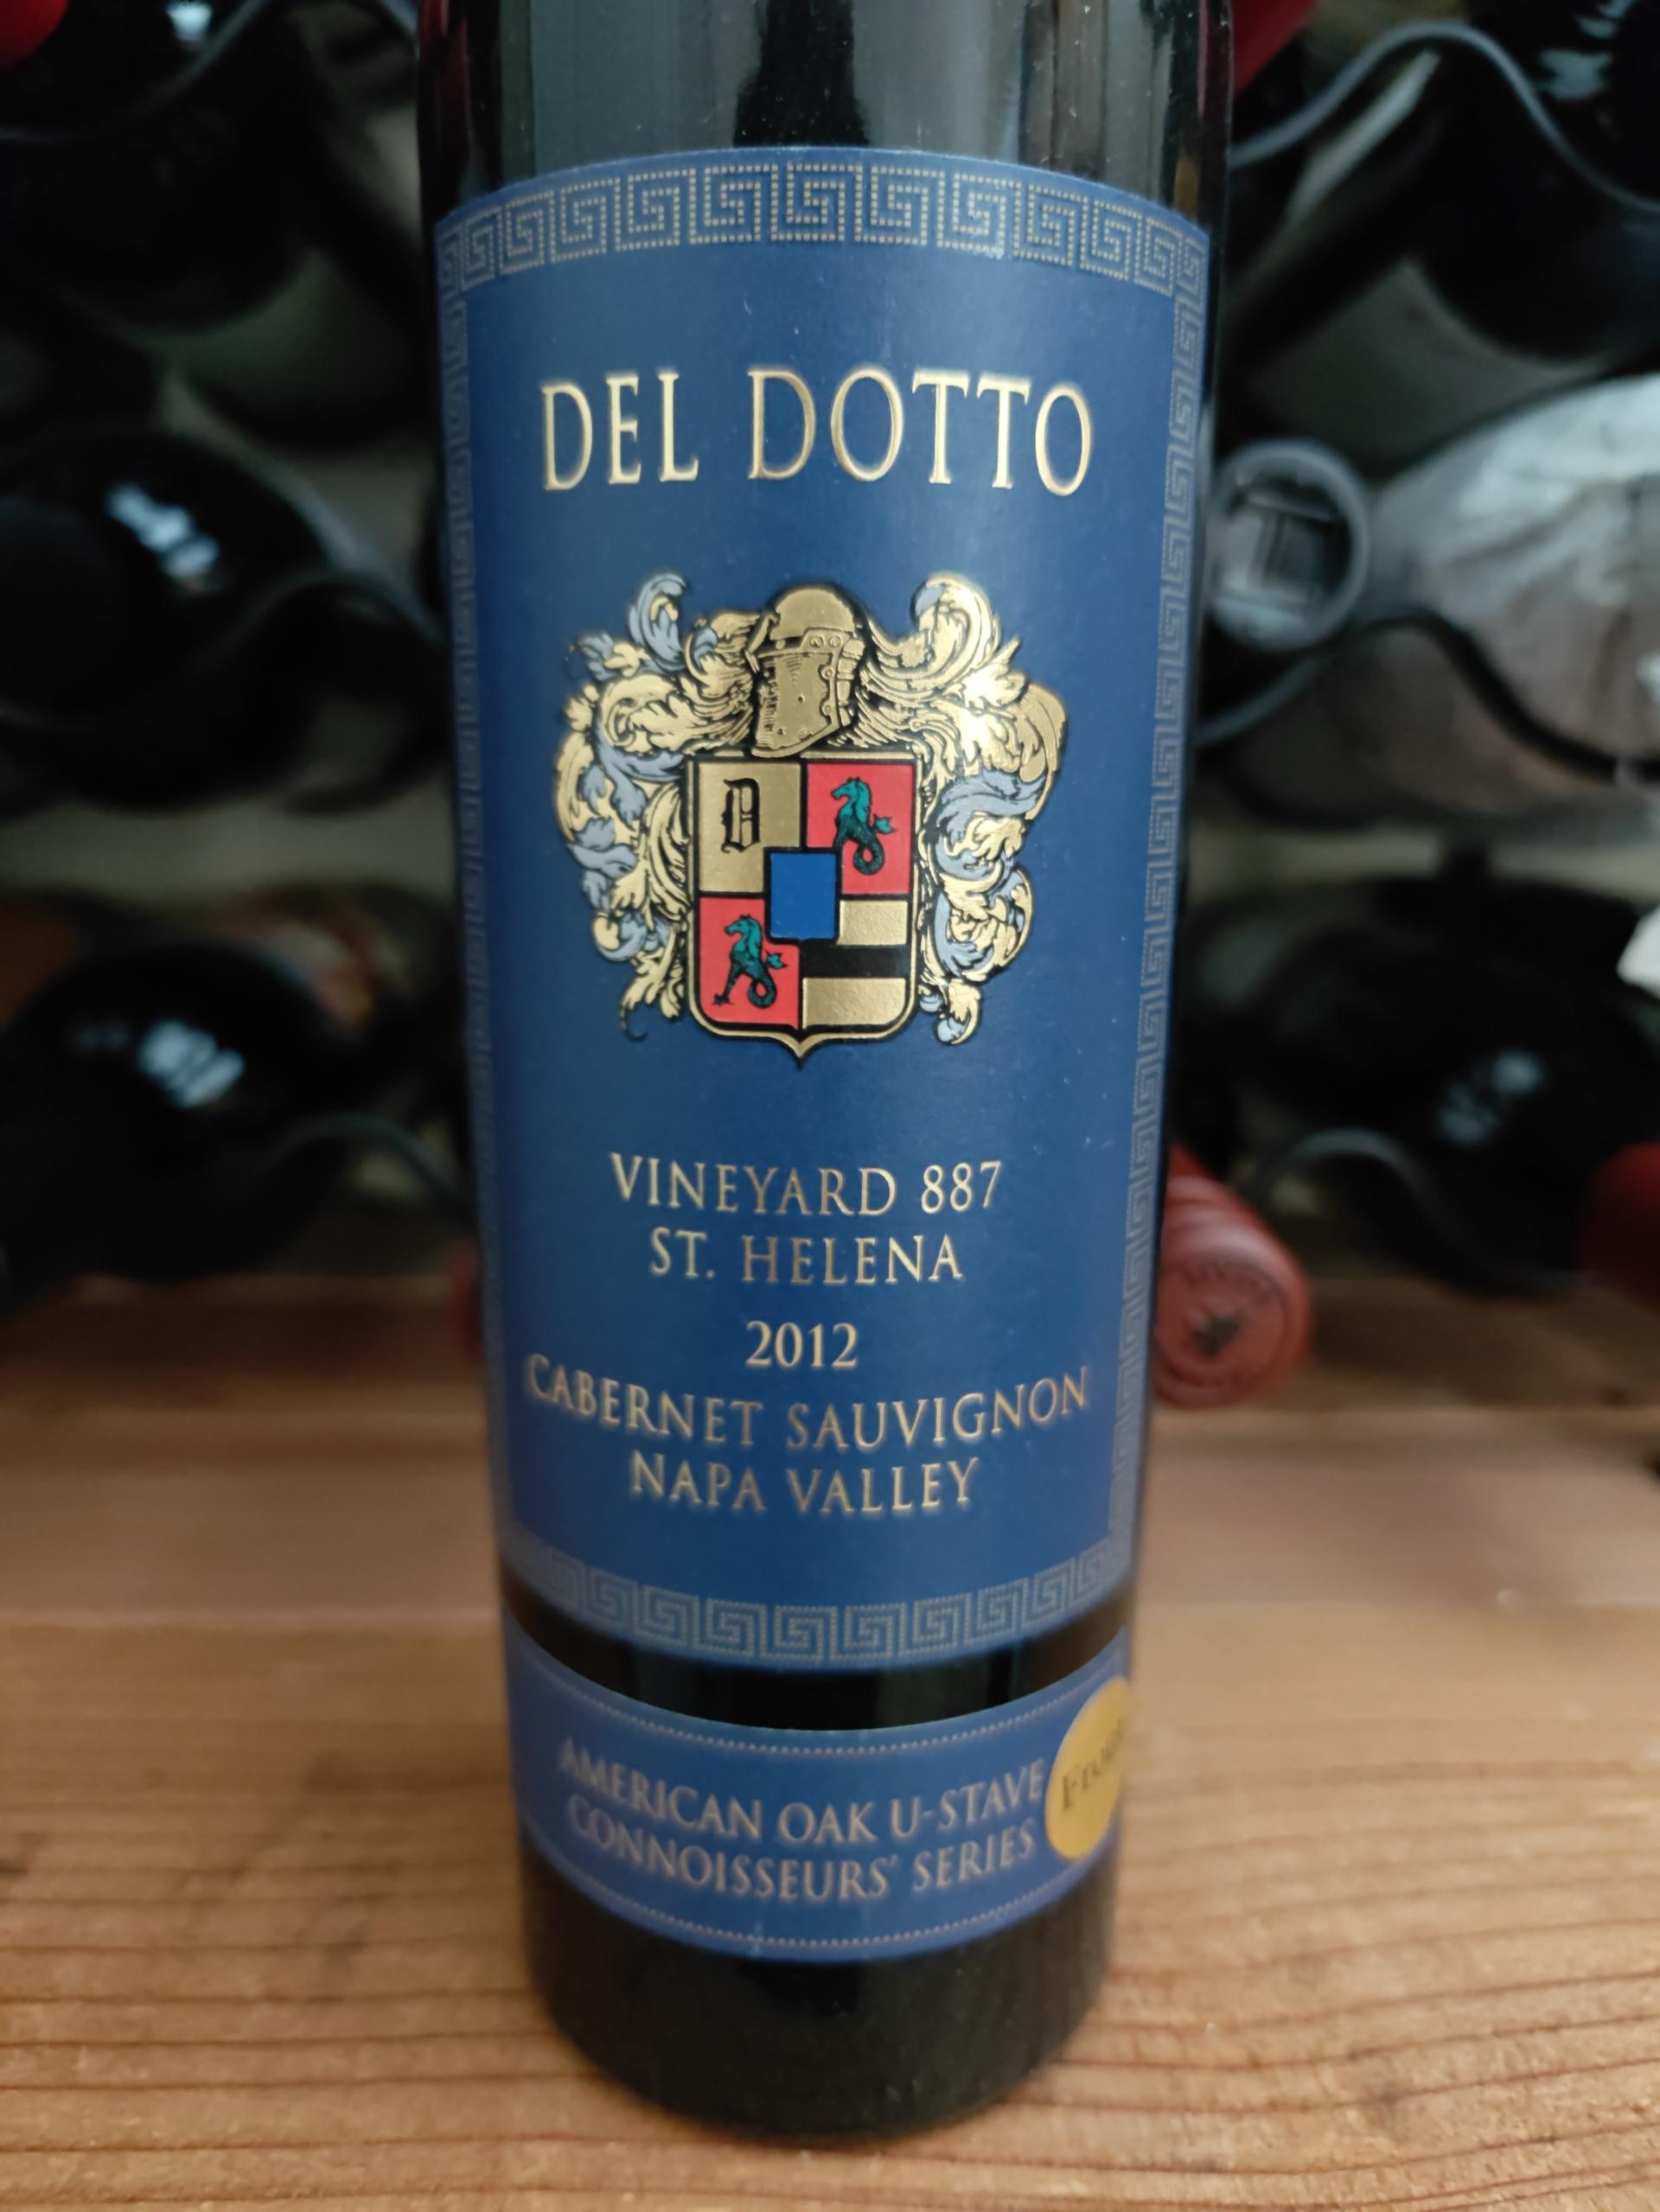 DEL DOTTO
D
VINEYARD 887
ST. HELENA
2012
CABERNET SAUVIGNON
NAPA VALLEY
AMERICAN OAK U-STAVE
CONNOISSEURS' SERIES